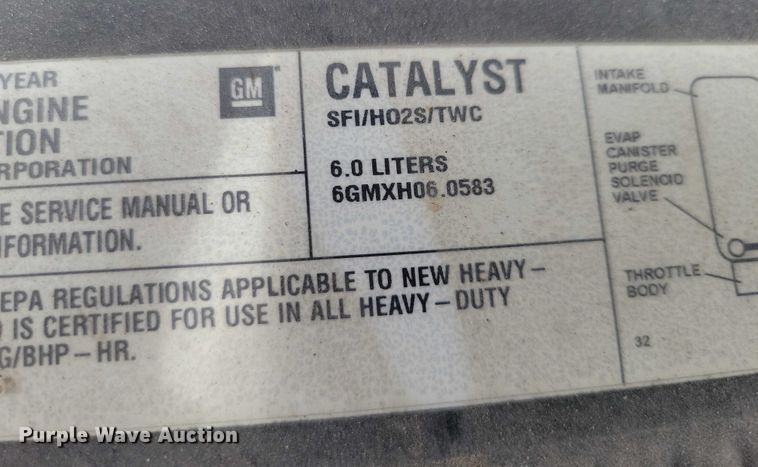 YEAR
NGINE
TION
ORPORATION
GM
E SERVICE MANUAL OR
NFORMATION.
CATALYST
SFI/HO2S/TWC
6.0 LITERS
6GMXH06.0583
EPA REGULATIONS APPLICABLE TO NEW HEAVY-
IS CERTIFIED FOR USE IN ALL HEAVY-DUTY
G/BHP-HR.
INTAKE
MANIFOLD
EVAP
CANISTER
PURGE
SOLENOID
VALVE
THROTTLE
BODY
32
Purple Wave Auction